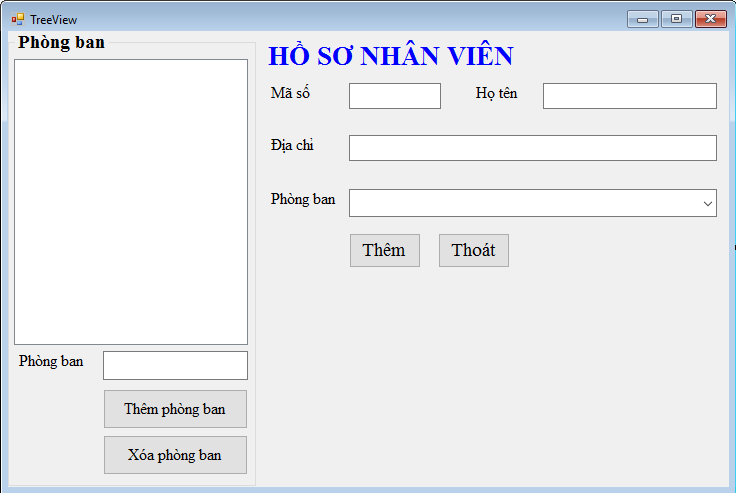 TreeView
Phòng ban
Phòng ban
Thêm phòng ban
Xóa phòng ban
HỒ SƠ NHÂN VIÊN
Mã số
Họ tên
Địa chỉ
Phòng ban
Thêm
Thoát